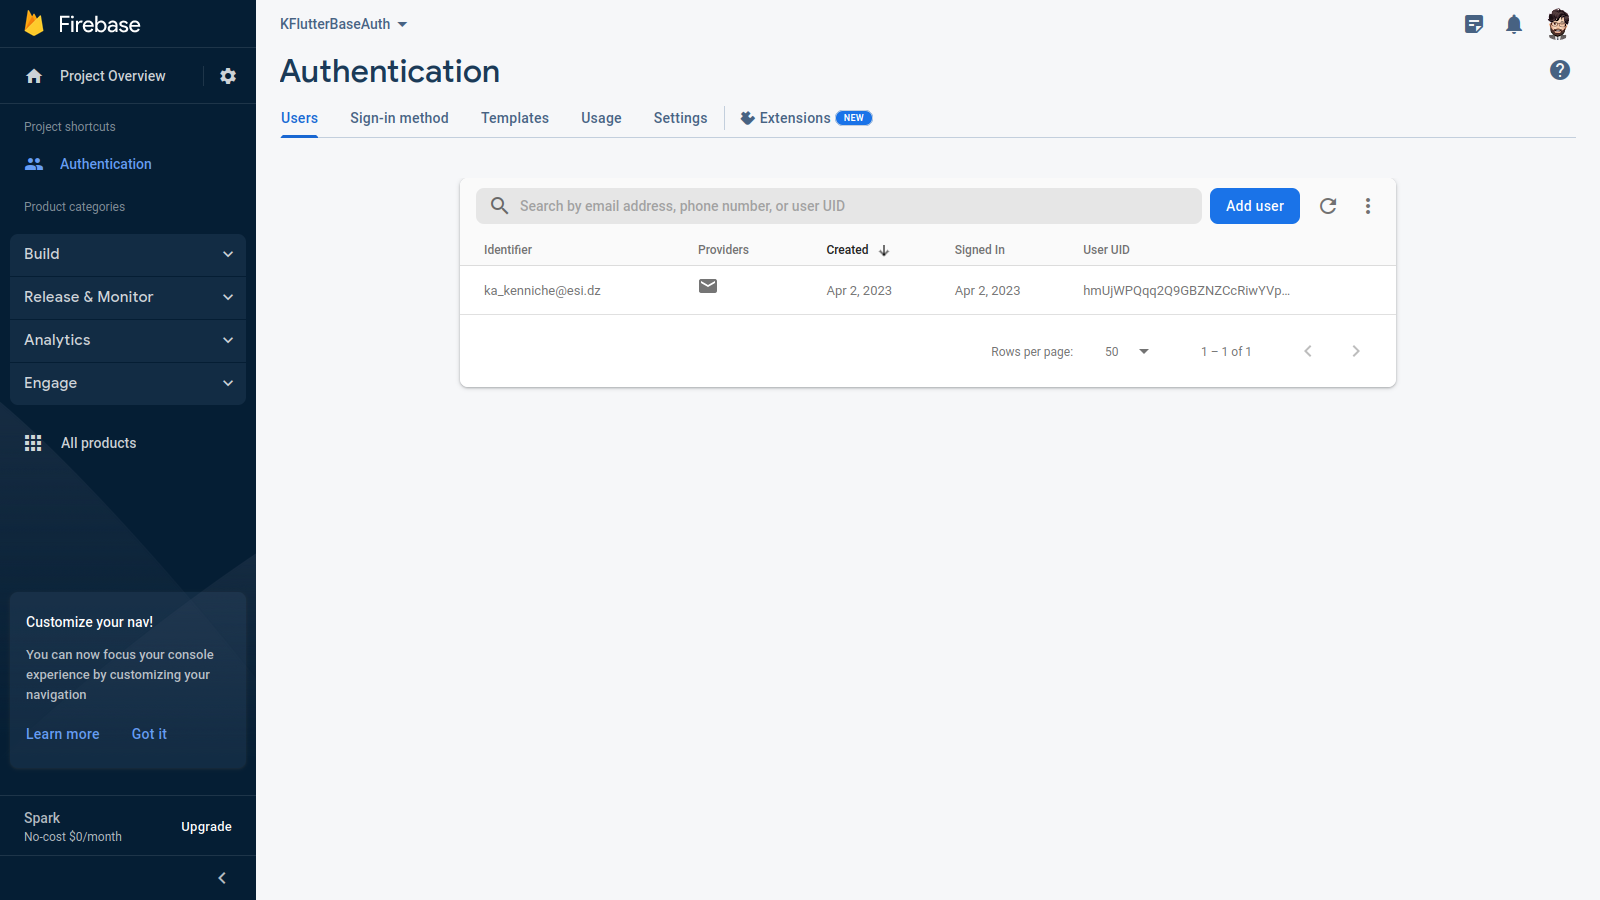 Firebase
Project Overview
Project shortcuts
Authentication
Product categories
Build
Release & Monitor
Analytics
Engage
All products
Customize your nav!
You can now focus your console
experience by customizing your
navigation
Learn more Got it
Spark
No-cost $0/month
Upgrade
KFlutterBaseAuth
Authentication
Users Sign-in method Templates Usage Settings Extensions NEW
Search by email address, phone number, or user UID
Add user
Identifier Providers Created Signed In User UID
ka_kenniche@esi.dz Apr 2, 2023 Apr 2, 2023 hmUjWPQqq2Q9GBZNZCcRiwYVp...
Rows per page: 50 1 – 1 of 1